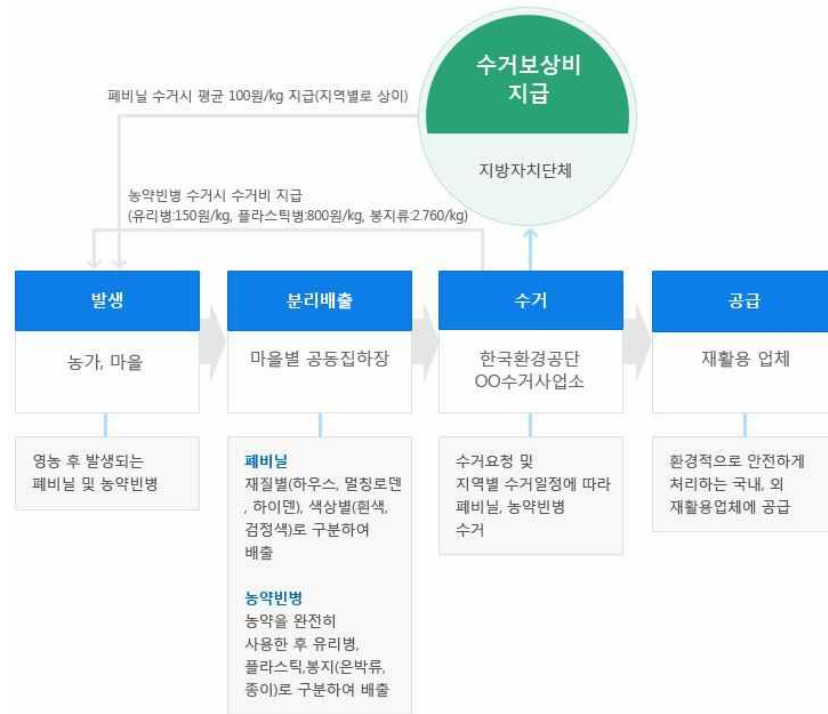 수거보상비
지급
지방자치단체
폐비닐 수거시 평균 100원/kg 지급(지역별로 상이)
농약빈병 수거시 수거비 지급
(유리병:150원/kg, 플라스틱병:800원/kg, 봉지류:2.760/kg)
발생
농가, 마을
영농 후 발생되는
폐비닐 및 농약빈병
분리배출
마을별 공동집하장
폐비닐
재질별(하우스, 멀칭로덴
, 하이덴), 색상별(흰색,
검정색)로 구분하여
배출
농약빈병
농약을 완전히
사용한 후 유리병,
플라스틱,봉지(은박류,
종이)로 구분하여 배출
수거
한국환경공단
OO수거사업소
수거요청 및
지역별 수거일정에 따라
폐비닐, 농약빈병
수거
공급
재활용 업체
환경적으로 안전하게
처리하는 국내, 외
재활용업체에 공급